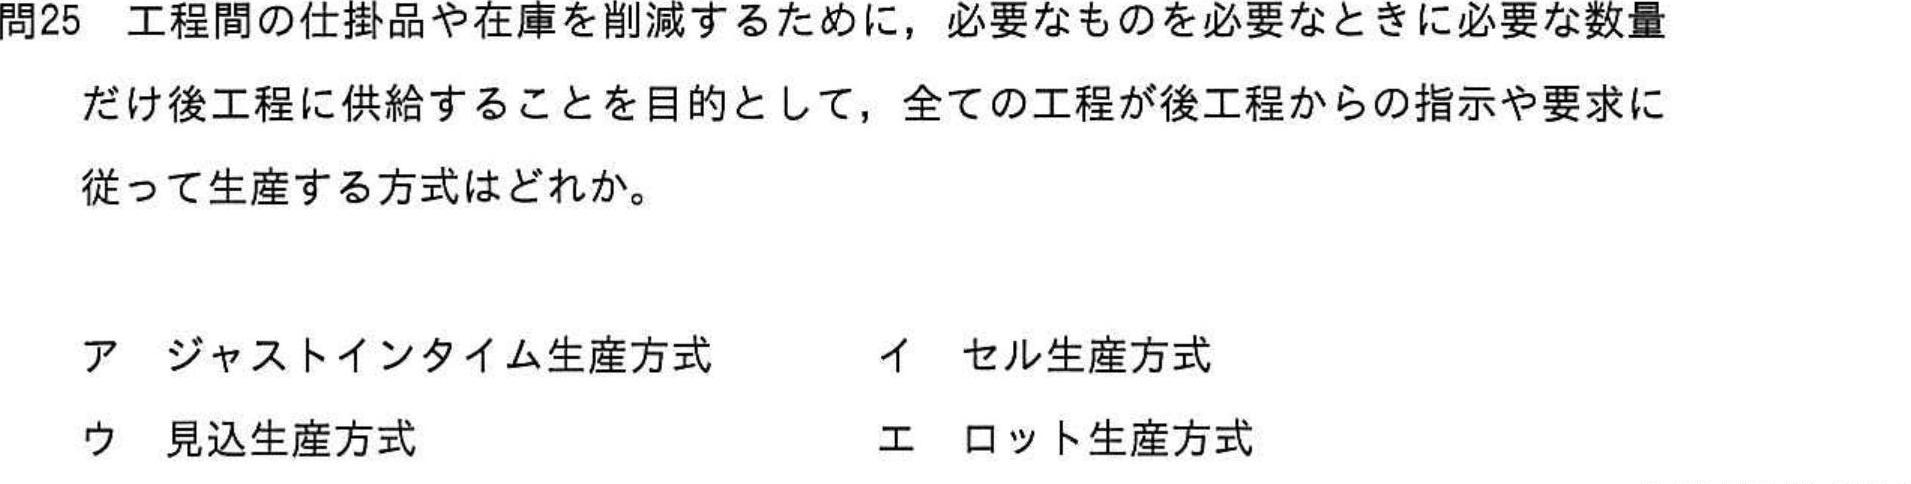 問25　工程間の仕掛品や在庫を削減するために，必要なものを必要なときに必要な数量
だけ後工程に供給することを目的として，全ての工程が後工程からの指示や要求に
従って生産する方式はどれか。
ア　ジャストインタイム生産方式　　　　イ　セル生産方式
ウ　見込生産方式　　　　エ　ロット生産方式